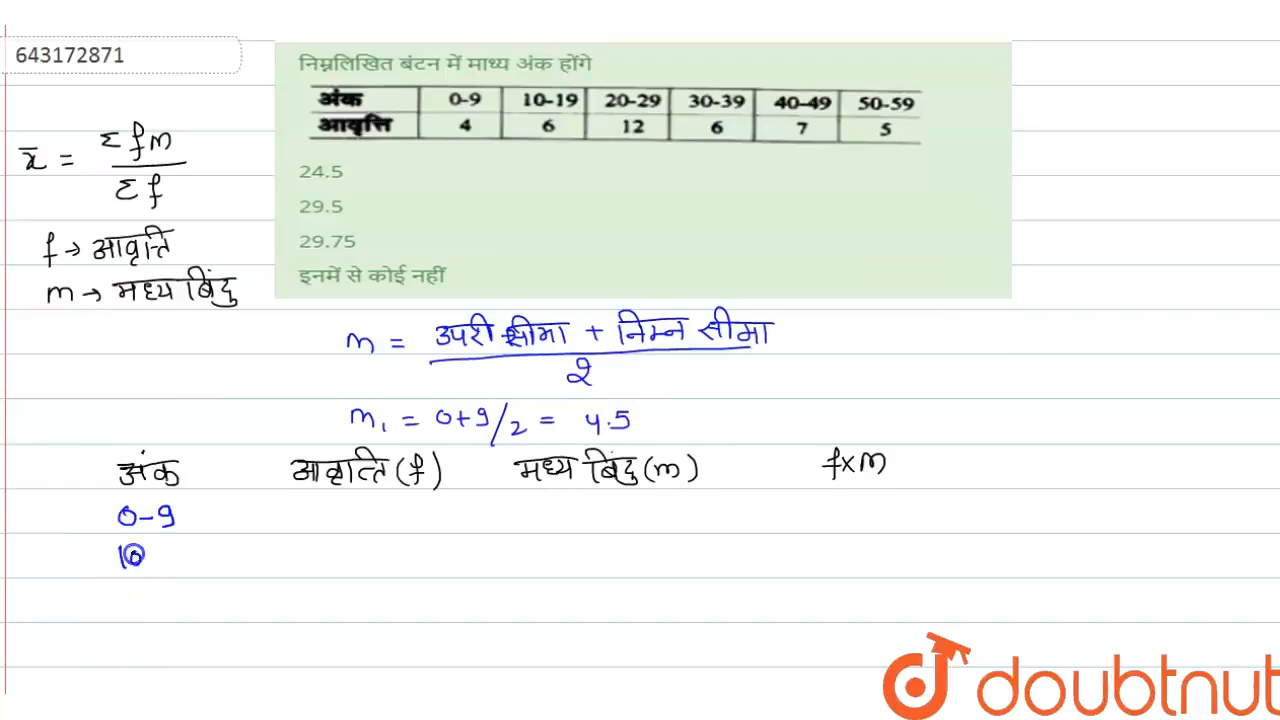 643172871
निम्नलिखित बंटन में माध्य अंक होंगे
अंक 0-9 10-19 20-29 30-39 40-49 50-59
आवृत्ति 4 6 12 6 7 5
24.5
29.5
29.75
इनमें से कोई नहीं
x̄ = Σfm / Σf
f → आवृत्ति
m → मध्य बिंदु
m = उपरी सीमा + निम्न सीमा / 2
m₁ = 0+9/2 = 4.5
अंक आवृत्ति (f) मध्य बिंदु (m) f×m
0-9
10
doubtnut